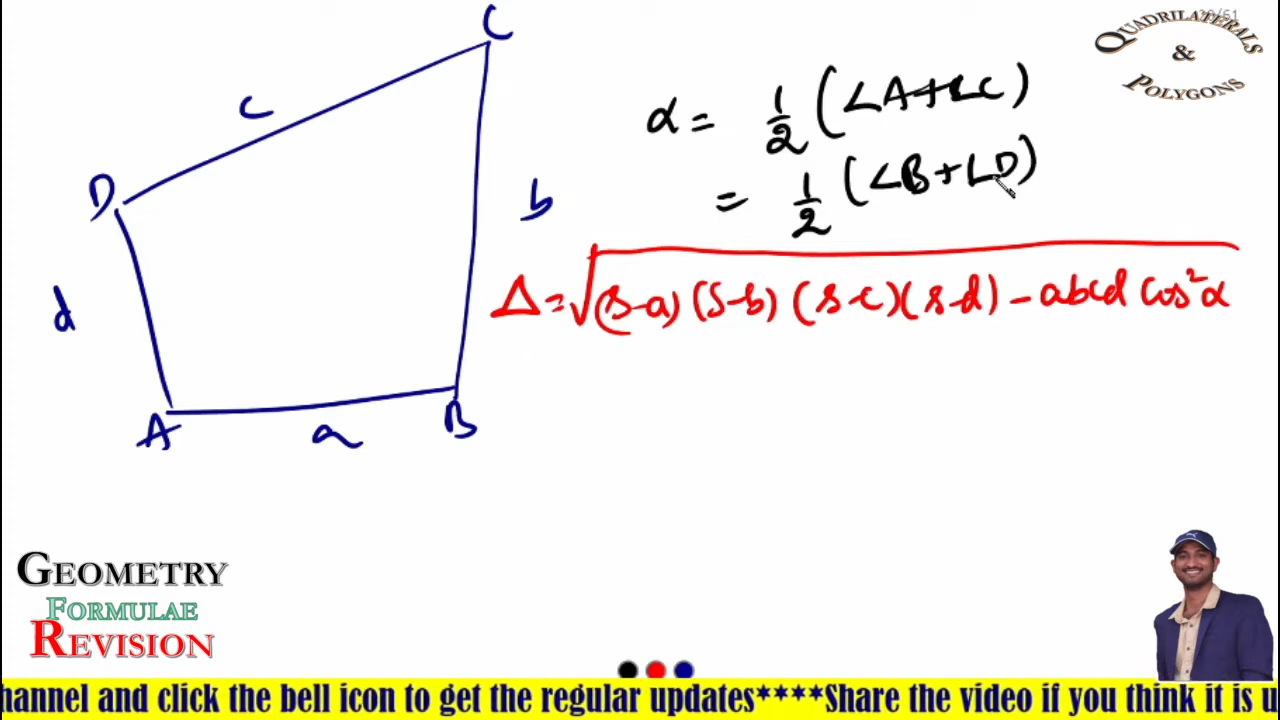 QUADRILATERALS
&
POLYGONS
C
c
D
b
d
A
a
B
α = 1/2 (∠A+∠C)
= 1/2 (∠B+∠D)
Δ = √(s-a) (s-b) (s-c)(s-d) - abcd cos²α
GEOMETRY
FORMULAE
REVISION
hannel and click the bell icon to get the regular updates****Share the video if you think it is u